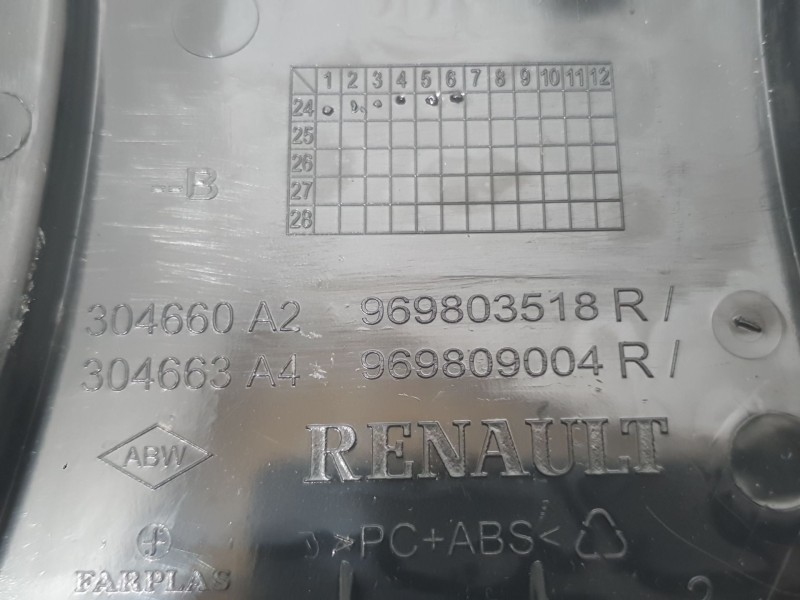 1 2 3 4 5 6 7 8 9 10 11 12
24
25
26
27
28
--B
304660 A2 969803518 R /
304663 A4 969809004 R /
ABW RENAULT
>PC+ABS<
FARPLAS
2